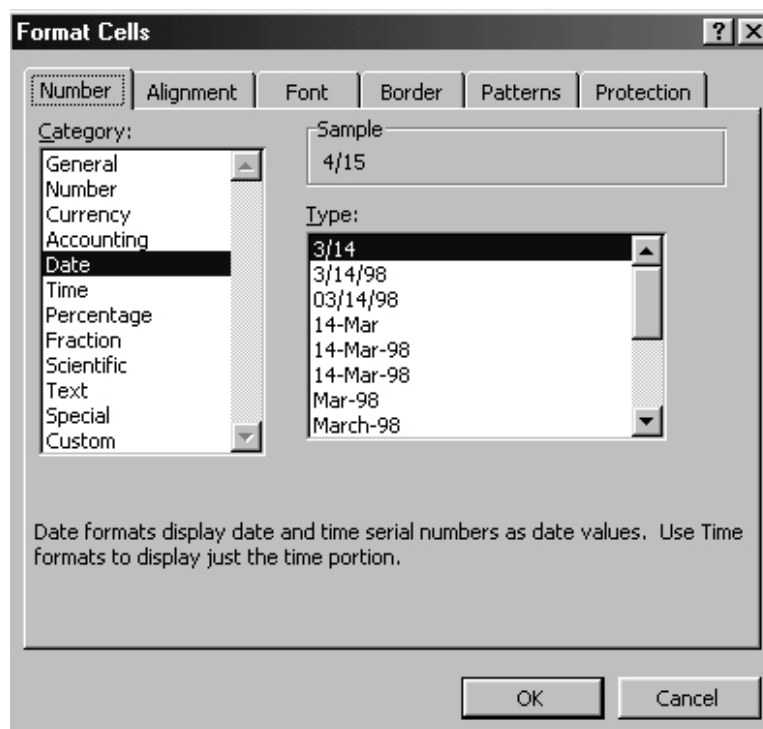 Format Cells
Number Alignment Font Border Patterns Protection
Category:
General
Number
Currency
Accounting
Date
Time
Percentage
Fraction
Scientific
Text
Special
Custom
Sample
4/15
Type:
3/14
3/14/98
03/14/98
14-Mar
14-Mar-98
14-Mar-98
Mar-98
March-98
Date formats display date and time serial numbers as date values. Use Time
formats to display just the time portion.
OK Cancel